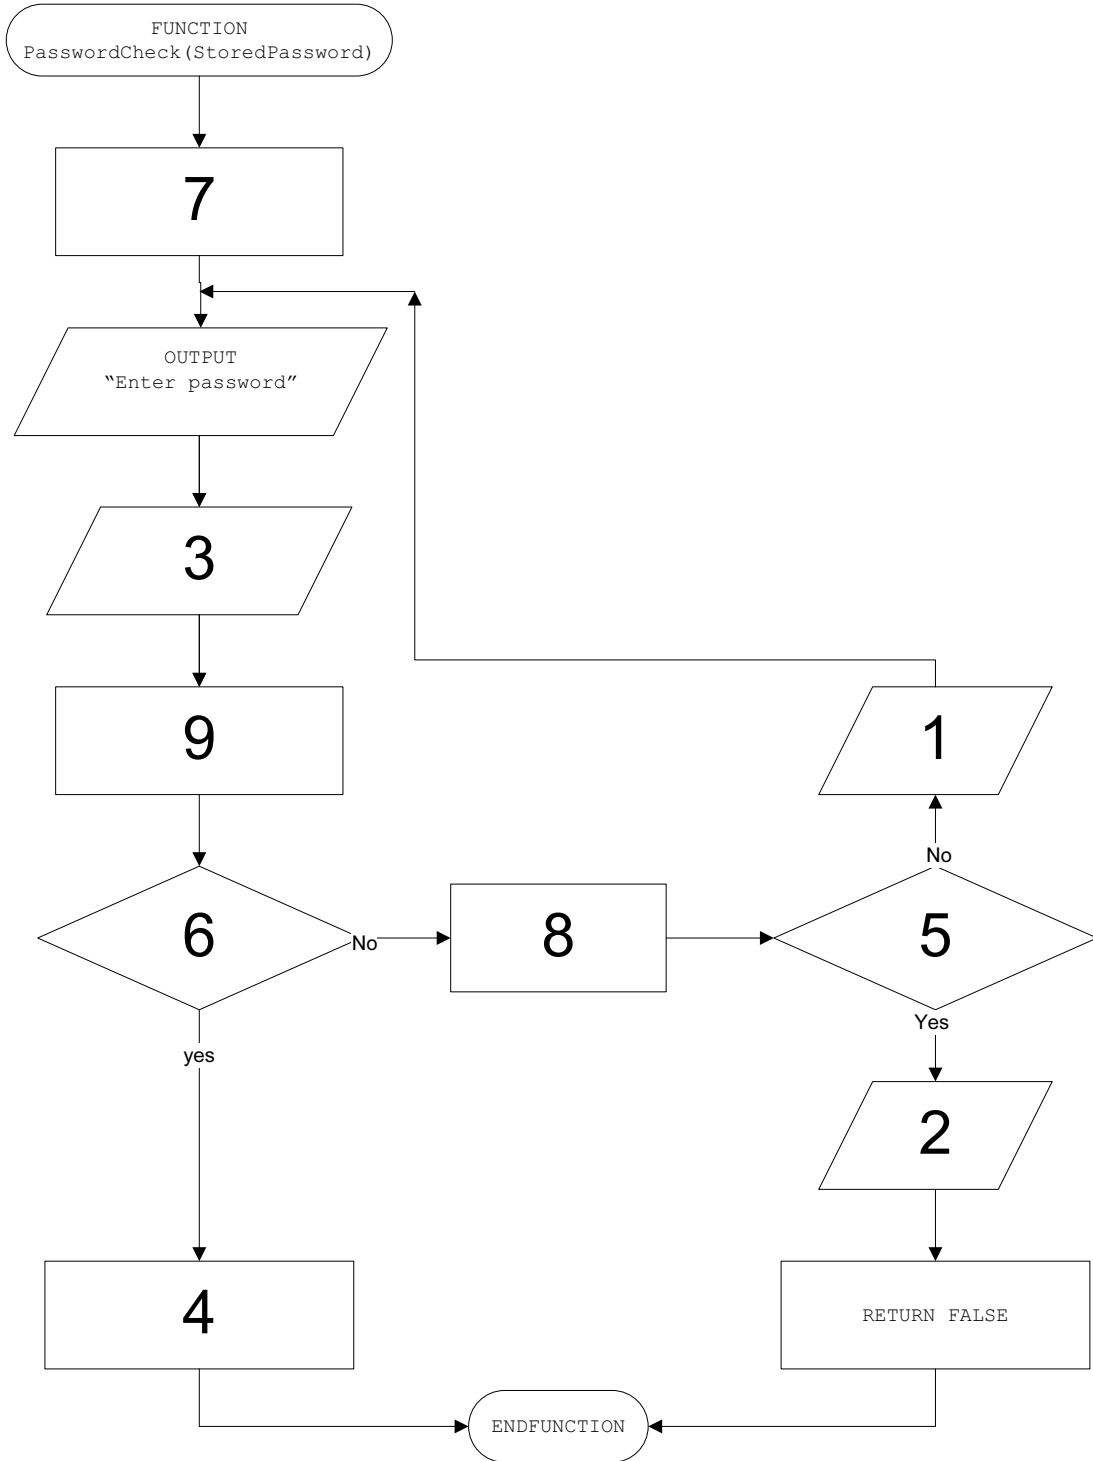 FUNCTION
PasswordCheck(StoredPassword)
7
OUTPUT
“Enter password”
3
9
1
No
6
No
8
5
yes
Yes
2
4
RETURN FALSE
ENDFUNCTION